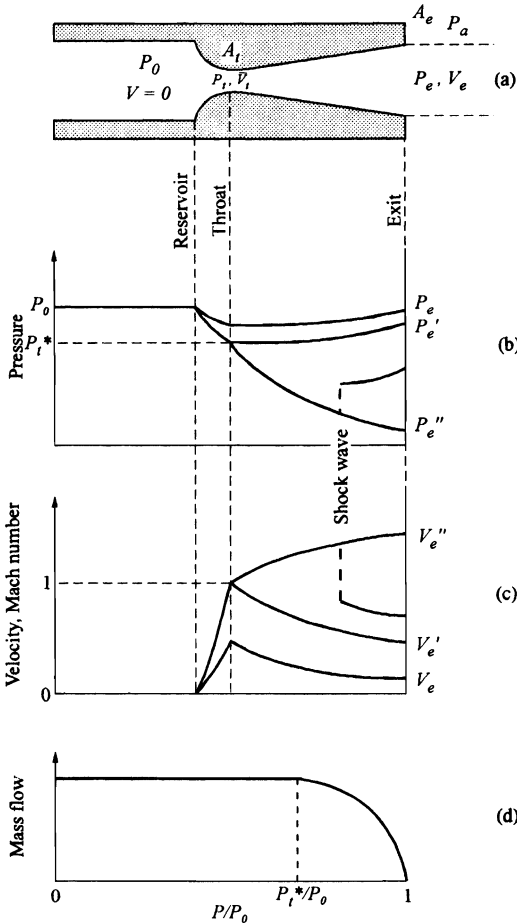 A_e P_a
P_0 A_t (a)
V = 0 P_t, V_t P_e, V_e
Reservoir
Throat
Exit
P_0 P_e
P_e'
P_t* (b)
Pressure
P_e''
Shock wave
V_e''
1 (c)
Velocity, Mach number
V_e'
V_e
0
Mass flow
(d)
0 P/P_0 P_t*/P_0 1